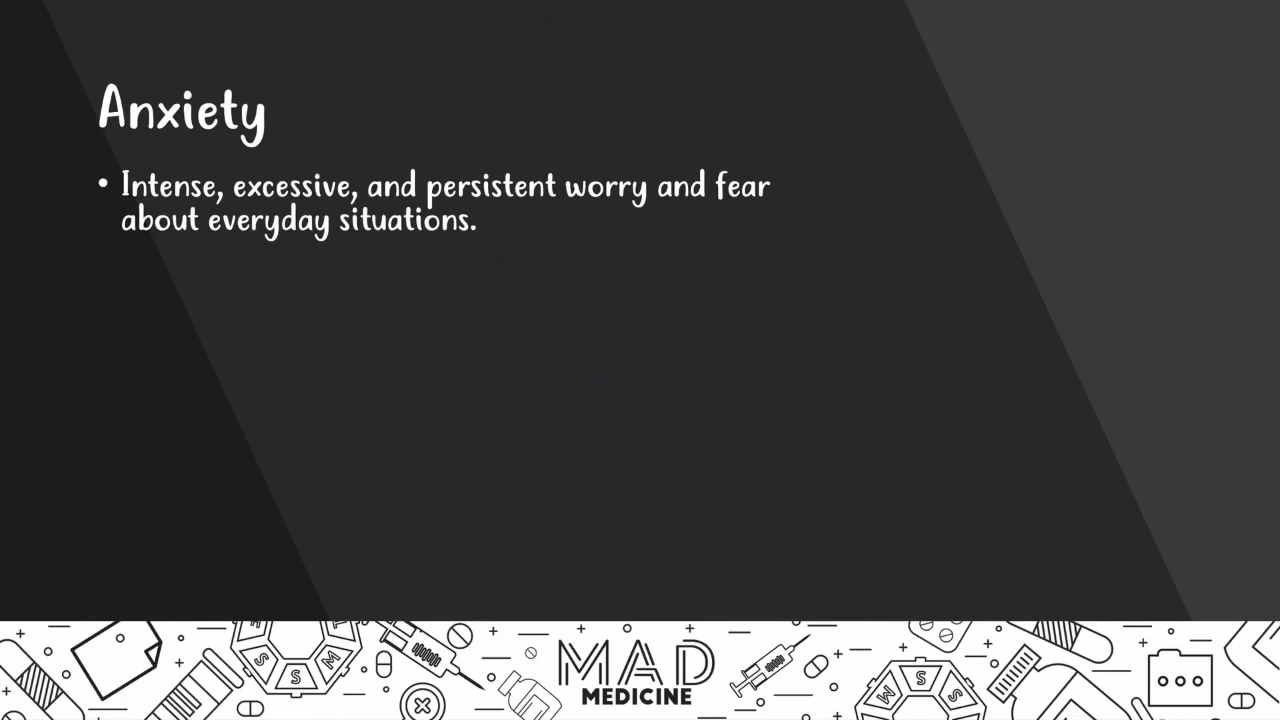 Anxiety
• Intense, excessive, and persistent worry and fear
about everyday situations.
MAD
MEDICINE
S
S
M
M
S
S